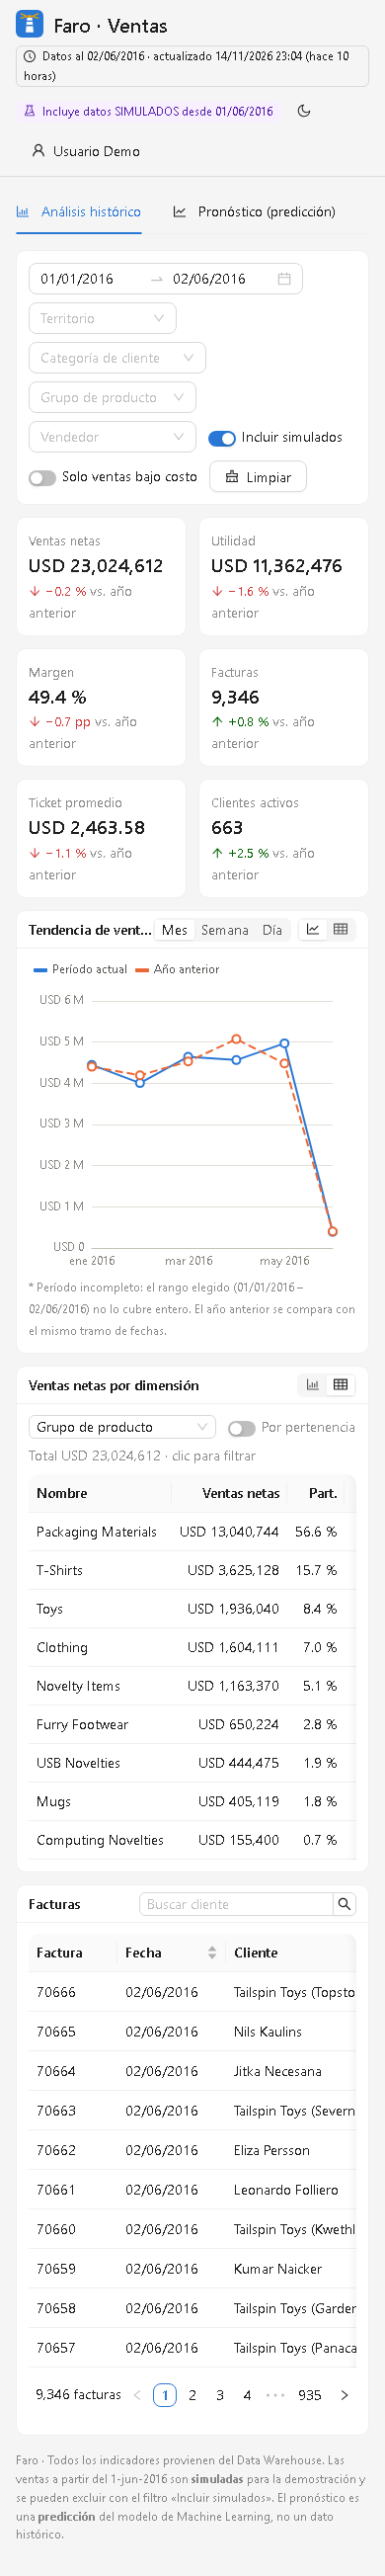 Faro · Ventas
Datos al 02/06/2016 · actualizado 14/11/2026 23:04 (hace 10
horas)
Incluye datos SIMULADOS desde 01/06/2016
Usuario Demo
Análisis histórico
Pronóstico (predicción)
01/01/2016 → 02/06/2016
Territorio
Categoría de cliente
Grupo de producto
Vendedor
Incluir simulados
Solo ventas bajo costo
Limpiar
Ventas netas
USD 23,024,612
↓ −0.2 % vs. año
anterior
Utilidad
USD 11,362,476
↓ −1.6 % vs. año
anterior
Margen
49.4 %
↓ −0.7 pp vs. año
anterior
Facturas
9,346
↑ +0.8 % vs. año
anterior
Ticket promedio
USD 2,463.58
↓ −1.1 % vs. año
anterior
Clientes activos
663
↑ +2.5 % vs. año
anterior
Tendencia de vent... Mes Semana Día
Período actual Año anterior
USD 6 M
USD 5 M
USD 4 M
USD 3 M
USD 2 M
USD 1 M
USD 0
ene 2016 mar 2016 may 2016
* Período incompleto: el rango elegido (01/01/2016 –
02/06/2016) no lo cubre entero. El año anterior se compara con
el mismo tramo de fechas.
Ventas netas por dimensión
Grupo de producto
Por pertenencia
Total USD 23,024,612 · clic para filtrar
Nombre Ventas netas Part.
Packaging Materials USD 13,040,744 56.6 %
T-Shirts USD 3,625,128 15.7 %
Toys USD 1,936,040 8.4 %
Clothing USD 1,604,111 7.0 %
Novelty Items USD 1,163,370 5.1 %
Furry Footwear USD 650,224 2.8 %
USB Novelties USD 444,475 1.9 %
Mugs USD 405,119 1.8 %
Computing Novelties USD 155,400 0.7 %
Facturas
Buscar cliente
Factura Fecha Cliente
70666 02/06/2016 Tailspin Toys (Topsto
70665 02/06/2016 Nils Kaulins
70664 02/06/2016 Jitka Necesana
70663 02/06/2016 Tailspin Toys (Severn
70662 02/06/2016 Eliza Persson
70661 02/06/2016 Leonardo Folliero
70660 02/06/2016 Tailspin Toys (Kwethl
70659 02/06/2016 Kumar Naicker
70658 02/06/2016 Tailspin Toys (Garden
70657 02/06/2016 Tailspin Toys (Panaca
9,346 facturas 1 2 3 4 ••• 935
Faro · Todos los indicadores provienen del Data Warehouse. Las
ventas a partir del 1-jun-2016 son simuladas para la demostración y
se pueden excluir con el filtro «Incluir simulados». El pronóstico es
una predicción del modelo de Machine Learning, no un dato
histórico.